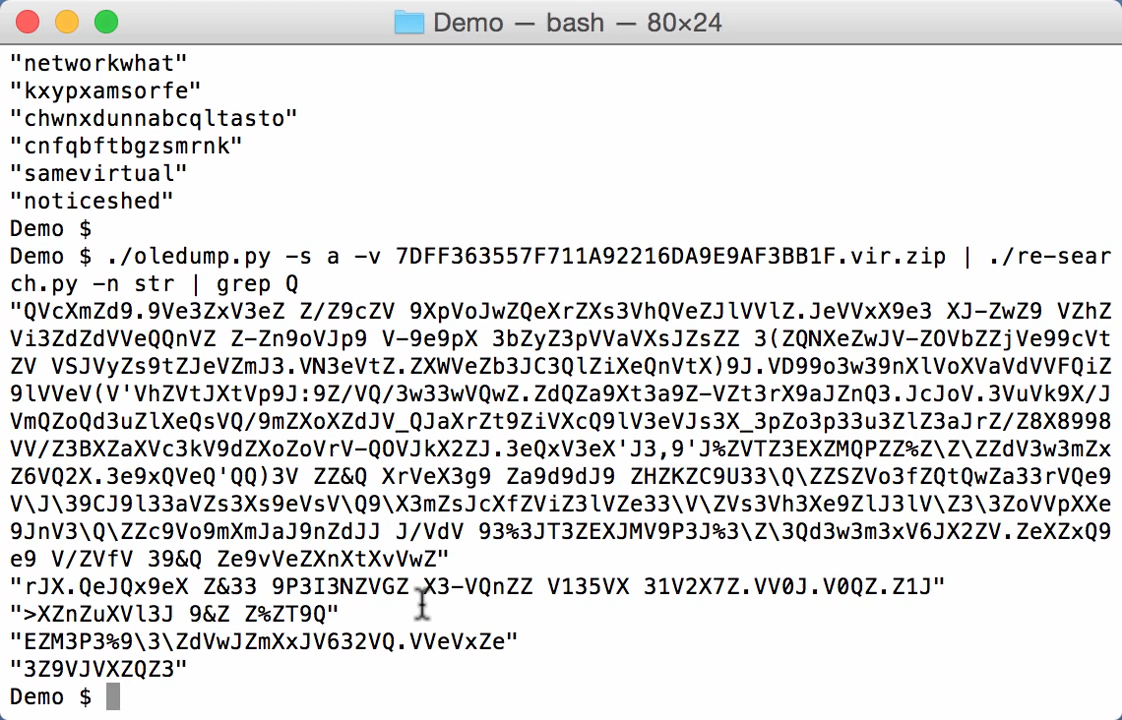 Demo — bash — 80×24
"networkwhat"
"kxypxamsorfe"
"chwnxdunnabcqltasto"
"cnfqbftbgzsmrnk"
"samevirtual"
"noticeshed"
Demo $
Demo $ ./oledump.py -s a -v 7DFF363557F711A92216DA9E9AF3BB1F.vir.zip | ./re-sear
ch.py -n str | grep Q
"QVcXmZd9.9Ve3ZxV3eZ Z/Z9cZV 9XpVoJwZQeXrZXs3VhQVeZJlVVlZ.JeVVxX9e3 XJ-ZwZ9 VZhZ
Vi3ZdZdVVeQQnVZ Z-Zn9oVJp9 V-9e9pX 3bZyZ3pVVaVXsJZsZZ 3(ZQNXeZwJV-ZOVbZZjVe99cVt
ZV VSJVyZs9tZJeVZmJ3.VN3eVtZ.ZXWVeZb3JC3QlZiXeQnVtX)9J.VD99o3w39nXlVoXVaVdVVFQiZ
9lVVeV(V'VhZVtJXtVp9J:9Z/VQ/3w33wVQwZ.ZdQZa9Xt3a9Z-VZt3rX9aJZnQ3.JcJoV.3VuVk9X/J
VmQZoQd3uZlXeQsVQ/9mZXoXZdJV_QJaXrZt9ZiVXcQ9lV3eVJs3X_3pZo3p33u3ZlZ3aJrZ/Z8X8998
VV/Z3BXZaXVc3kV9dZXoZoVrV-QOVJkX2ZJ.3eQxV3eX'J3,9'J%ZVTZ3EXZMQPZZ%Z\Z\ZZdV3w3mZx
Z6VQ2X.3e9xQVeQ'QQ)3V ZZ&Q XrVeX3g9 Za9d9dJ9 ZHZKZC9U33\Q\ZZSZVo3fZQtQwZa33rVQe9
V\J\39CJ9l33aVZs3Xs9eVsV\Q9\X3mZsJcXfZViZ3lVZe33\V\ZVs3Vh3Xe9ZlJ3lV\Z3\3ZoVVpXXe
9JnV3\Q\ZZc9Vo9mXmJaJ9nZdJJ J/VdV 93%3JT3ZEXJMV9P3J%3\Z\3Qd3w3m3xV6JX2ZV.ZeXZxQ9
e9 V/ZVfV 39&Q Ze9vVeZXnXtXvVwZ"
"rJX.QeJQx9eX Z&33 9P3I3NZVGZ X3-VQnZZ V135VX 31V2X7Z.VV0J.V0QZ.Z1J"
">XZnZuXVl3J 9&Z Z%ZT9Q"
"EZM3P3%9\3\ZdVwJZmXxJV632VQ.VVeVxZe"
"3Z9VJVXZQZ3"
Demo $